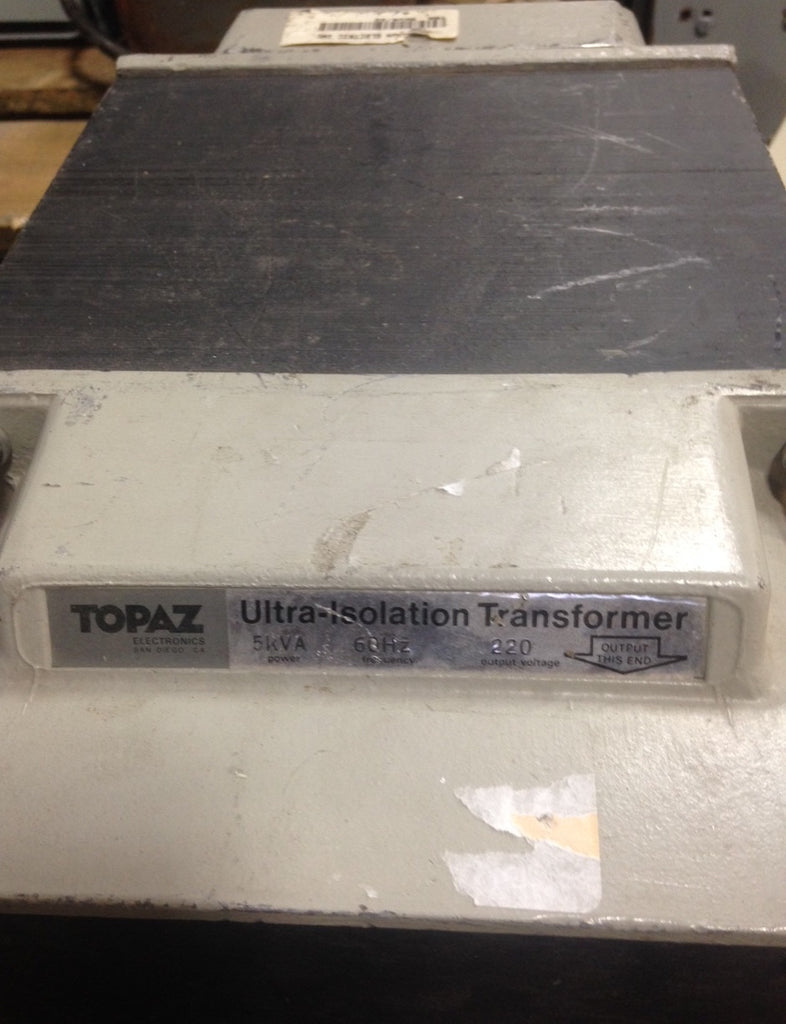 TOPAZ
ELECTRONICS
SAN DIEGO CA
Ultra-Isolation Transformer
5kVA 60Hz 220
power frequency output voltage
OUTPUT
THIS END